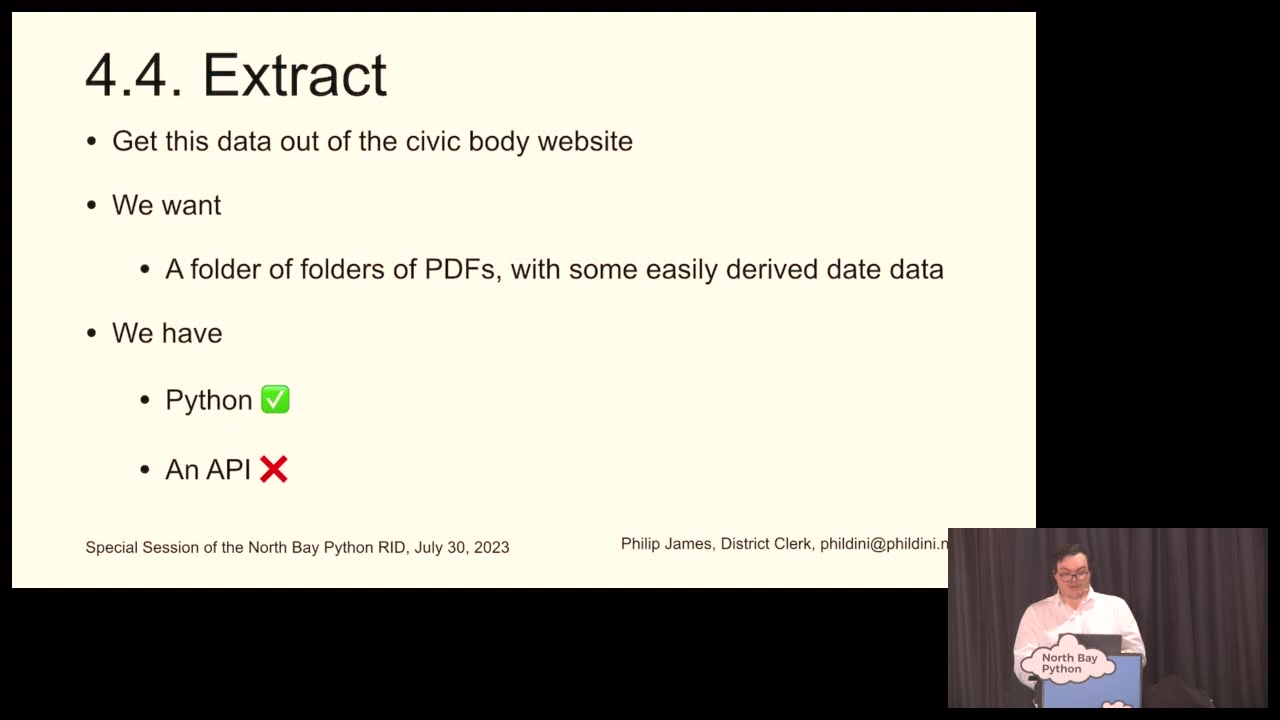 4.4. Extract
• Get this data out of the civic body website
• We want
• A folder of folders of PDFs, with some easily derived date data
• We have
• Python ✅
• An API ❌
Special Session of the North Bay Python RID, July 30, 2023
Philip James, District Clerk, phildini@phildini.n
North Bay
Python